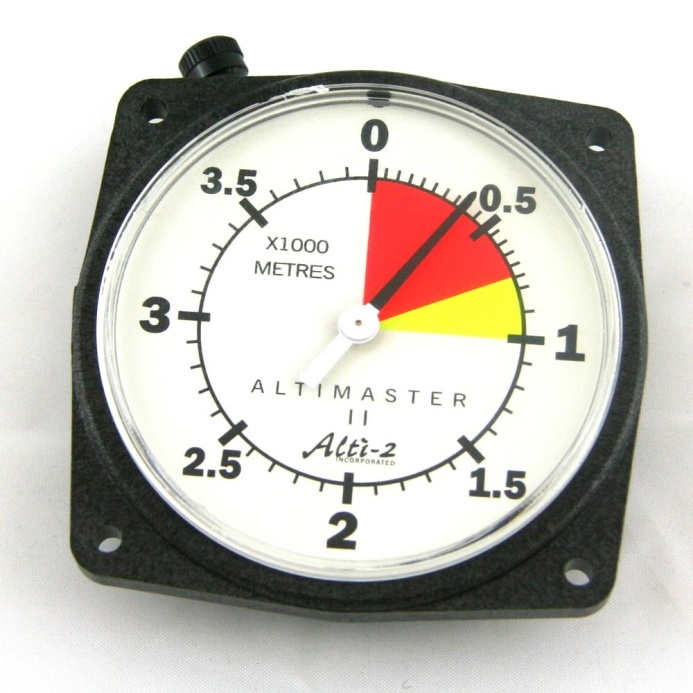 0
0.5
1
1.5
2
2.5
3
3.5
X1000
METRES
ALTIMASTER
II
Alti-2
INCORPORATED